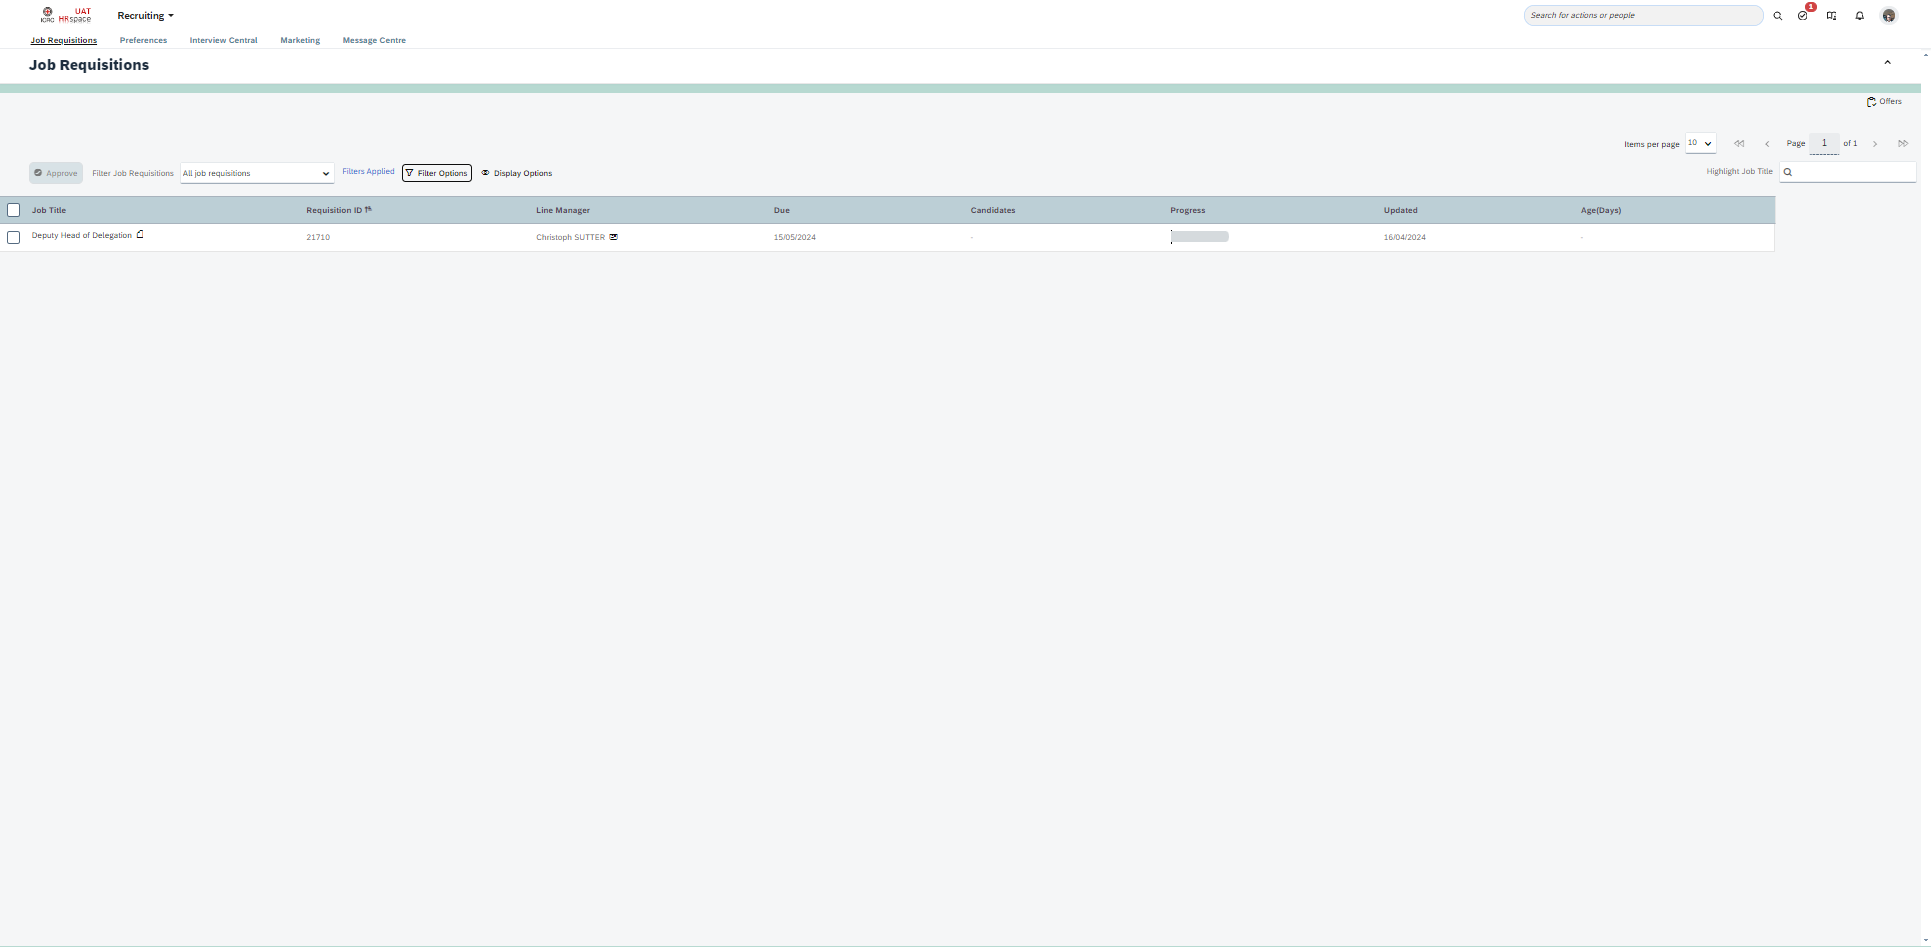 ICRC UAT HRspace Recruiting Search for actions or people 1
Job Requisitions Preferences Interview Central Marketing Message Centre
Job Requisitions
Offers
Items per page 10 Page 1 of 1
Approve Filter Job Requisitions All job requisitions Filters Applied Filter Options Display Options Highlight Job Title
Job Title Requisition ID Line Manager Due Candidates Progress Updated Age(Days)
Deputy Head of Delegation 21710 Christoph SUTTER 15/05/2024 - 16/04/2024 -